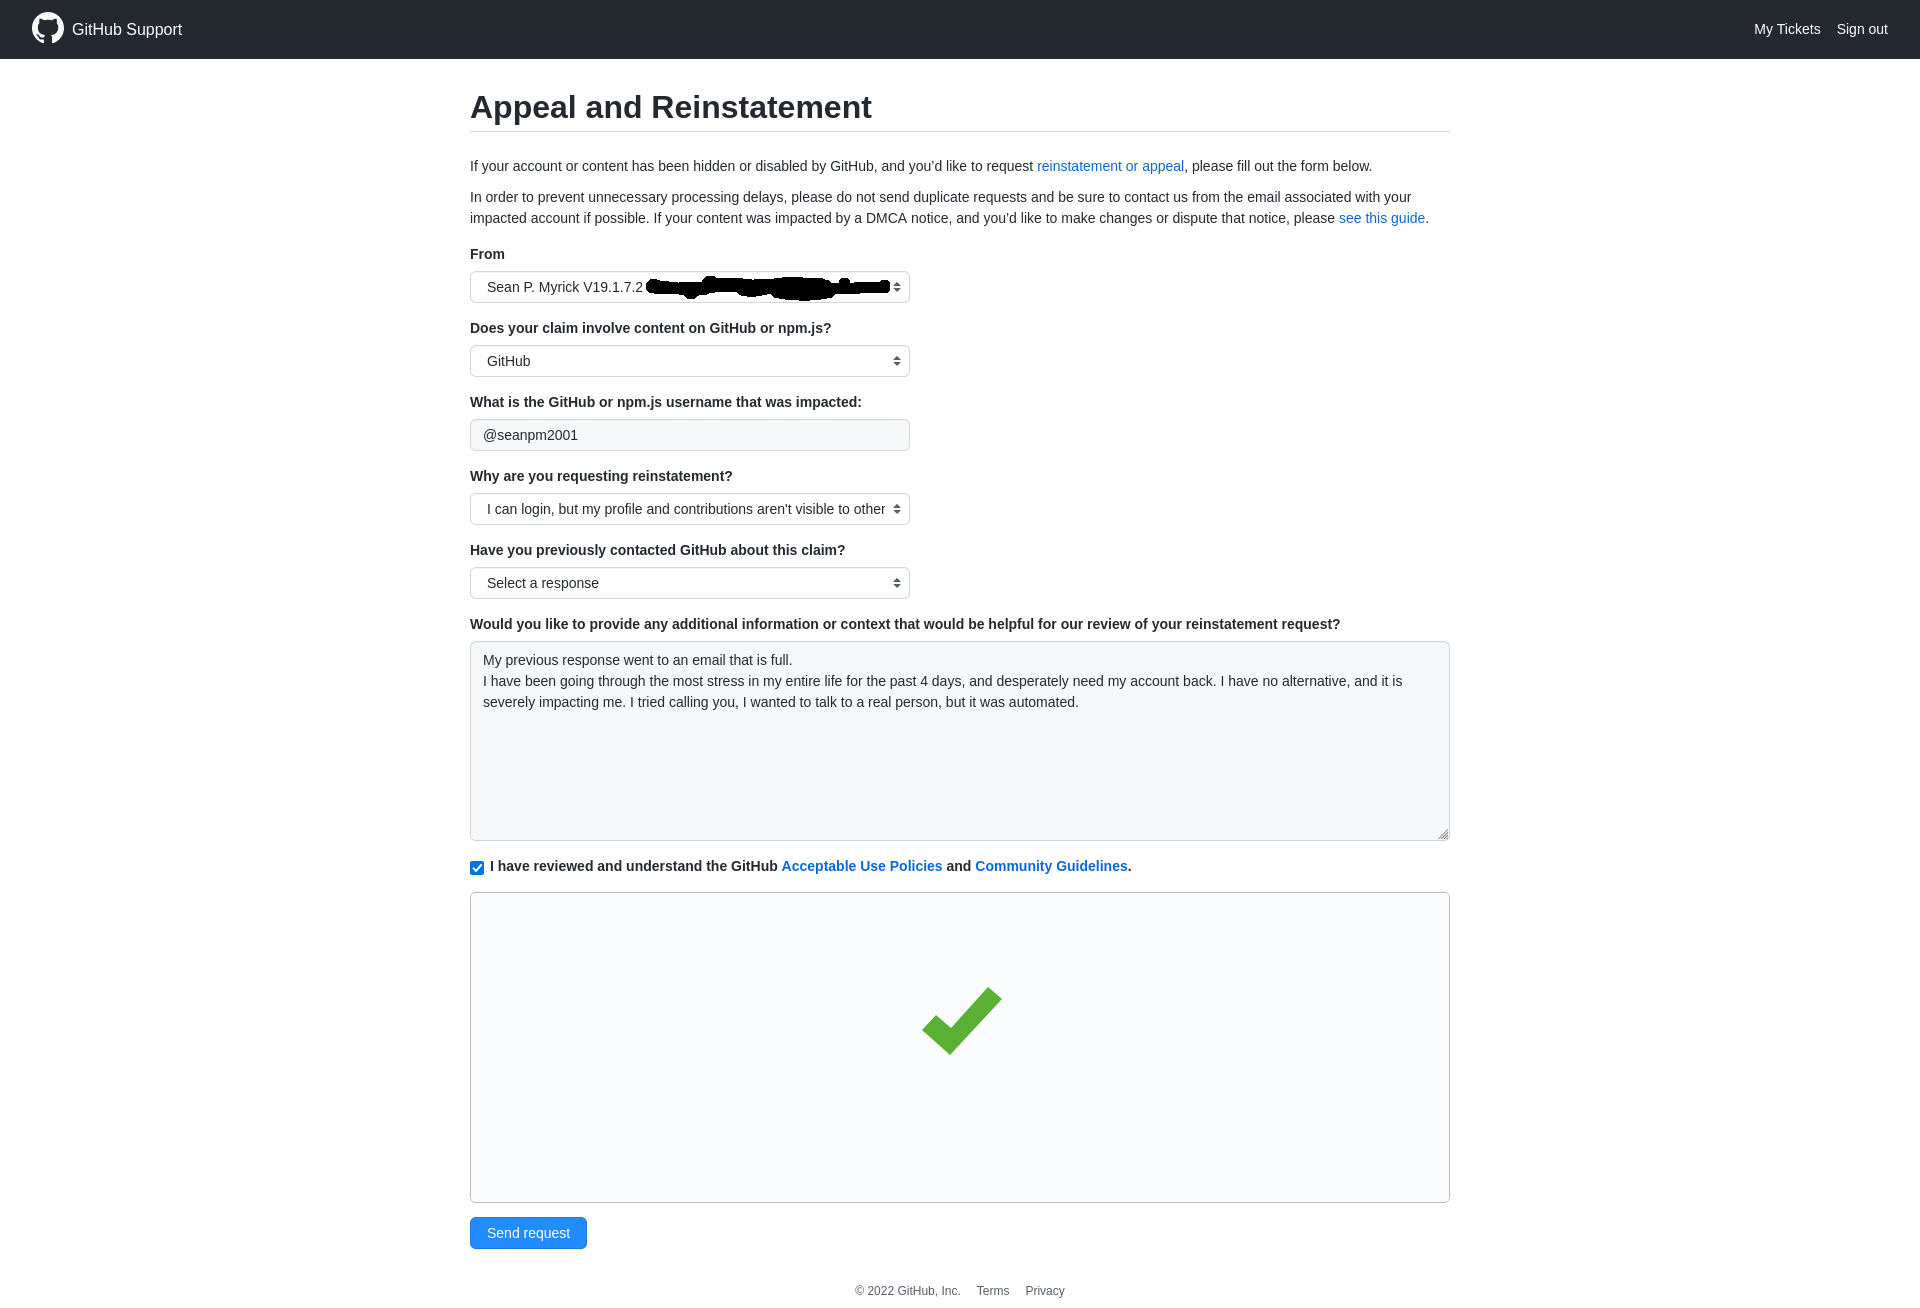 GitHub Support
My Tickets
Sign out
Appeal and Reinstatement
If your account or content has been hidden or disabled by GitHub, and you’d like to request reinstatement or appeal, please fill out the form below.
In order to prevent unnecessary processing delays, please do not send duplicate requests and be sure to contact us from the email associated with your
impacted account if possible. If your content was impacted by a DMCA notice, and you’d like to make changes or dispute that notice, please see this guide.
From
Sean P. Myrick V19.1.7.2
Does your claim involve content on GitHub or npm.js?
GitHub
What is the GitHub or npm.js username that was impacted:
@seanpm2001
Why are you requesting reinstatement?
I can login, but my profile and contributions aren't visible to other
Have you previously contacted GitHub about this claim?
Select a response
Would you like to provide any additional information or context that would be helpful for our review of your reinstatement request?
My previous response went to an email that is full.
I have been going through the most stress in my entire life for the past 4 days, and desperately need my account back. I have no alternative, and it is
severely impacting me. I tried calling you, I wanted to talk to a real person, but it was automated.
I have reviewed and understand the GitHub Acceptable Use Policies and Community Guidelines.
Send request
© 2022 GitHub, Inc.
Terms
Privacy